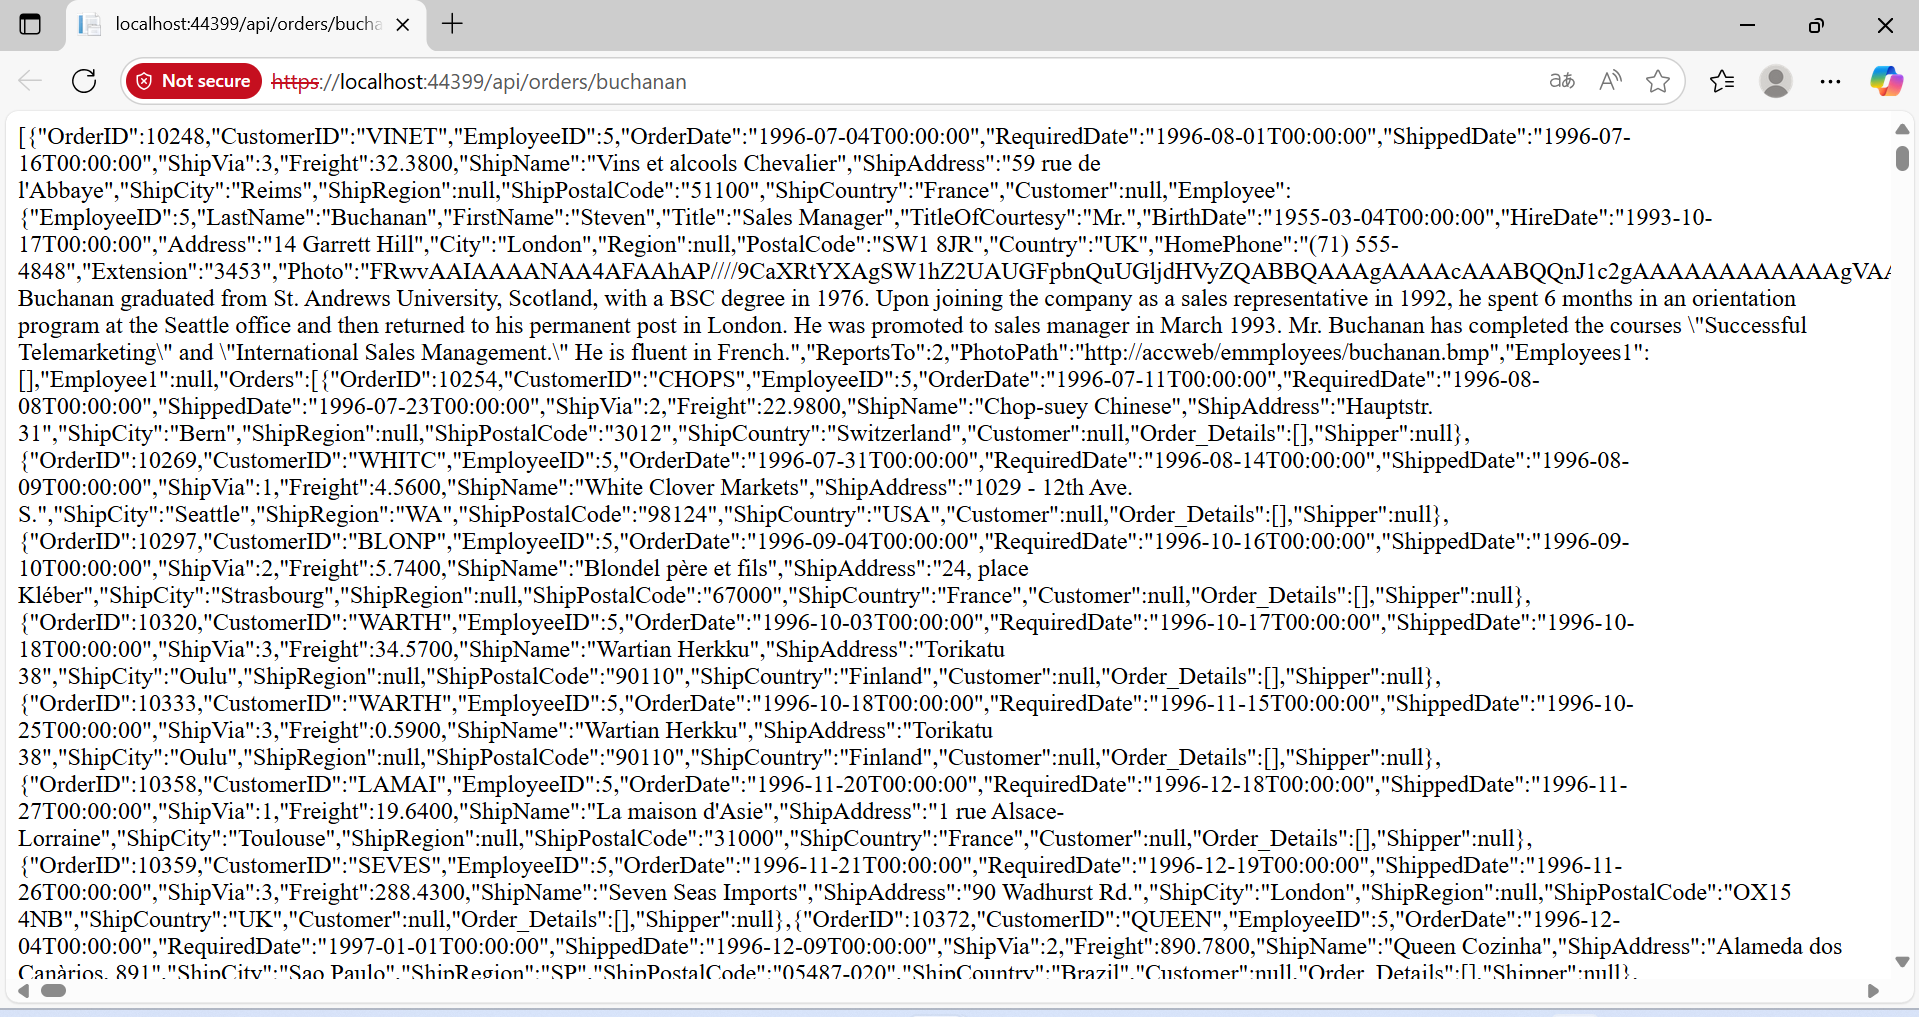 localhost:44399/api/orders/bucha
Not secure https://localhost:44399/api/orders/buchanan
[{"OrderID":10248,"CustomerID":"VINET","EmployeeID":5,"OrderDate":"1996-07-04T00:00:00","RequiredDate":"1996-08-01T00:00:00","ShippedDate":"1996-07-
16T00:00:00","ShipVia":3,"Freight":32.3800,"ShipName":"Vins et alcools Chevalier","ShipAddress":"59 rue de
l'Abbaye","ShipCity":"Reims","ShipRegion":null,"ShipPostalCode":"51100","ShipCountry":"France","Customer":null,"Employee":
{"EmployeeID":5,"LastName":"Buchanan","FirstName":"Steven","Title":"Sales Manager","TitleOfCourtesy":"Mr.","BirthDate":"1955-03-04T00:00:00","HireDate":"1993-10-
17T00:00:00","Address":"14 Garrett Hill","City":"London","Region":null,"PostalCode":"SW1 8JR","Country":"UK","HomePhone":"(71) 555-
4848","Extension":"3453","Photo":"FRwvAAIAAAANAA4AFAAhAP////9CaXRtYXAgSW1hZ2UAUGFpbnQuUGljdHVyZQABBQAAAgAAAAcAAABQQnJ1c2gAAAAAAAAAAAAgVAA
Buchanan graduated from St. Andrews University, Scotland, with a BSC degree in 1976. Upon joining the company as a sales representative in 1992, he spent 6 months in an orientation
program at the Seattle office and then returned to his permanent post in London. He was promoted to sales manager in March 1993. Mr. Buchanan has completed the courses \"Successful
Telemarketing\" and \"International Sales Management.\" He is fluent in French.","ReportsTo":2,"PhotoPath":"http://accweb/emmployees/buchanan.bmp","Employees1":
[],"Employee1":null,"Orders":[{"OrderID":10254,"CustomerID":"CHOPS","EmployeeID":5,"OrderDate":"1996-07-11T00:00:00","RequiredDate":"1996-08-
08T00:00:00","ShippedDate":"1996-07-23T00:00:00","ShipVia":2,"Freight":22.9800,"ShipName":"Chop-suey Chinese","ShipAddress":"Hauptstr.
31","ShipCity":"Bern","ShipRegion":null,"ShipPostalCode":"3012","ShipCountry":"Switzerland","Customer":null,"Order_Details":[],"Shipper":null},
{"OrderID":10269,"CustomerID":"WHITC","EmployeeID":5,"OrderDate":"1996-07-31T00:00:00","RequiredDate":"1996-08-14T00:00:00","ShippedDate":"1996-08-
09T00:00:00","ShipVia":1,"Freight":4.5600,"ShipName":"White Clover Markets","ShipAddress":"1029 - 12th Ave.
S.","ShipCity":"Seattle","ShipRegion":"WA","ShipPostalCode":"98124","ShipCountry":"USA","Customer":null,"Order_Details":[],"Shipper":null},
{"OrderID":10297,"CustomerID":"BLONP","EmployeeID":5,"OrderDate":"1996-09-04T00:00:00","RequiredDate":"1996-10-16T00:00:00","ShippedDate":"1996-09-
10T00:00:00","ShipVia":2,"Freight":5.7400,"ShipName":"Blondel père et fils","ShipAddress":"24, place
Kléber","ShipCity":"Strasbourg","ShipRegion":null,"ShipPostalCode":"67000","ShipCountry":"France","Customer":null,"Order_Details":[],"Shipper":null},
{"OrderID":10320,"CustomerID":"WARTH","EmployeeID":5,"OrderDate":"1996-10-03T00:00:00","RequiredDate":"1996-10-17T00:00:00","ShippedDate":"1996-10-
18T00:00:00","ShipVia":3,"Freight":34.5700,"ShipName":"Wartian Herkku","ShipAddress":"Torikatu
38","ShipCity":"Oulu","ShipRegion":null,"ShipPostalCode":"90110","ShipCountry":"Finland","Customer":null,"Order_Details":[],"Shipper":null},
{"OrderID":10333,"CustomerID":"WARTH","EmployeeID":5,"OrderDate":"1996-10-18T00:00:00","RequiredDate":"1996-11-15T00:00:00","ShippedDate":"1996-10-
25T00:00:00","ShipVia":3,"Freight":0.5900,"ShipName":"Wartian Herkku","ShipAddress":"Torikatu
38","ShipCity":"Oulu","ShipRegion":null,"ShipPostalCode":"90110","ShipCountry":"Finland","Customer":null,"Order_Details":[],"Shipper":null},
{"OrderID":10358,"CustomerID":"LAMAI","EmployeeID":5,"OrderDate":"1996-11-20T00:00:00","RequiredDate":"1996-12-18T00:00:00","ShippedDate":"1996-11-
27T00:00:00","ShipVia":1,"Freight":19.6400,"ShipName":"La maison d'Asie","ShipAddress":"1 rue Alsace-
Lorraine","ShipCity":"Toulouse","ShipRegion":null,"ShipPostalCode":"31000","ShipCountry":"France","Customer":null,"Order_Details":[],"Shipper":null},
{"OrderID":10359,"CustomerID":"SEVES","EmployeeID":5,"OrderDate":"1996-11-21T00:00:00","RequiredDate":"1996-12-19T00:00:00","ShippedDate":"1996-11-
26T00:00:00","ShipVia":3,"Freight":288.4300,"ShipName":"Seven Seas Imports","ShipAddress":"90 Wadhurst Rd.","ShipCity":"London","ShipRegion":null,"ShipPostalCode":"OX15
4NB","ShipCountry":"UK","Customer":null,"Order_Details":[],"Shipper":null},{"OrderID":10372,"CustomerID":"QUEEN","EmployeeID":5,"OrderDate":"1996-12-
04T00:00:00","RequiredDate":"1997-01-01T00:00:00","ShippedDate":"1996-12-09T00:00:00","ShipVia":2,"Freight":890.7800,"ShipName":"Queen Cozinha","ShipAddress":"Alameda dos
Canàrios, 891","ShipCity":"Sao Paulo","ShipRegion":"SP","ShipPostalCode":"05487-020","ShipCountry":"Brazil","Customer":null,"Order_Details":[],"Shipper":null},